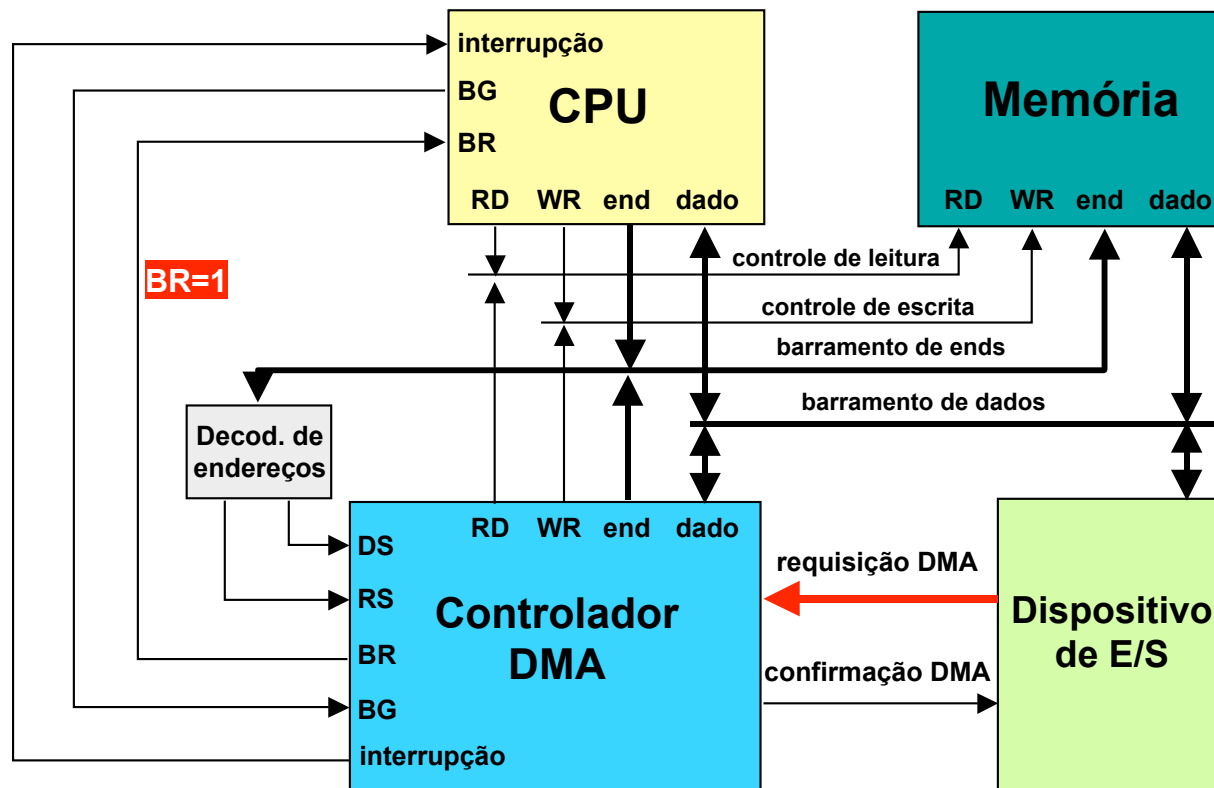 interrupção
BG
CPU
BR
RD WR end dado
Memória
RD WR end dado
BR=1
controle de leitura
controle de escrita
barramento de ends
barramento de dados
Decod. de
endereços
RD WR end dado
DS
RS
BR
BG
interrupção
Controlador
DMA
requisição DMA
confirmação DMA
Dispositivo
de E/S